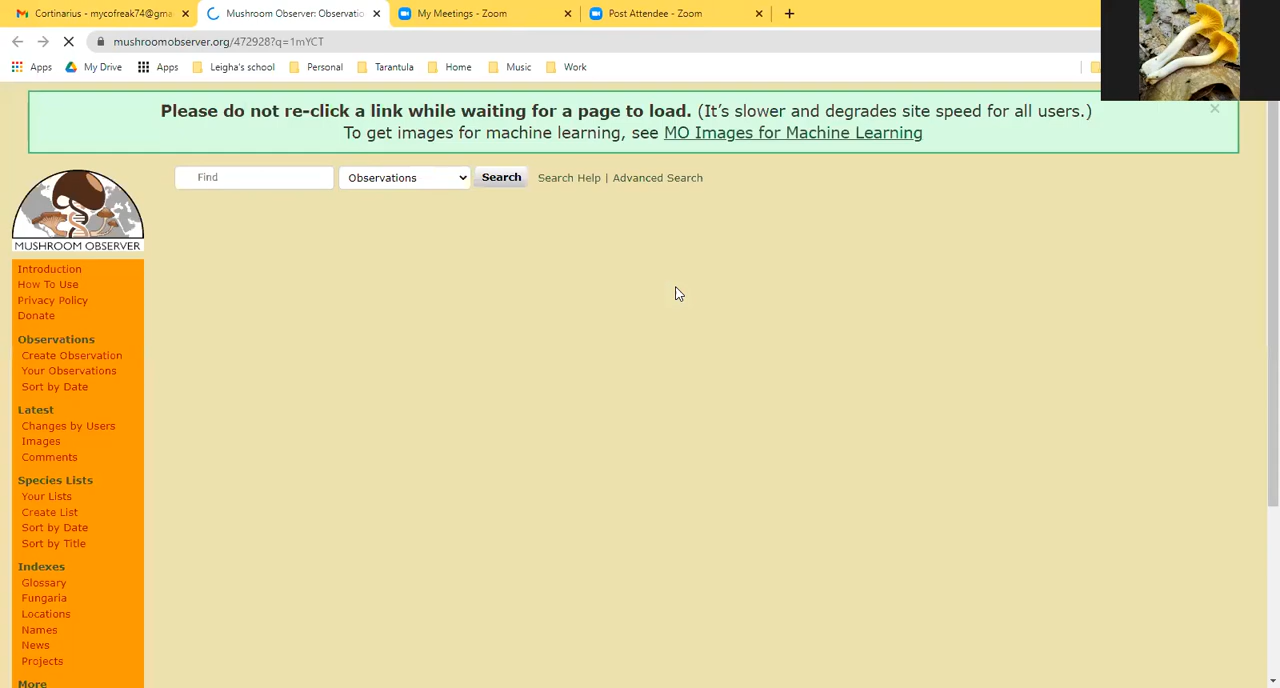 Cortinarius - mycofreak74@gma
Mushroom Observer: Observatio
My Meetings - Zoom
Post Attendee - Zoom
mushroomobserver.org/472928?q=1mYCT
Apps
My Drive
Apps
Leigha's school
Personal
Tarantula
Home
Music
Work
Please do not re-click a link while waiting for a page to load. (It's slower and degrades site speed for all users.)
To get images for machine learning, see MO Images for Machine Learning
Find
Observations
Search
Search Help | Advanced Search
MUSHROOM OBSERVER
Introduction
How To Use
Privacy Policy
Donate
Observations
Create Observation
Your Observations
Sort by Date
Latest
Changes by Users
Images
Comments
Species Lists
Your Lists
Create List
Sort by Date
Sort by Title
Indexes
Glossary
Fungaria
Locations
Names
News
Projects
More